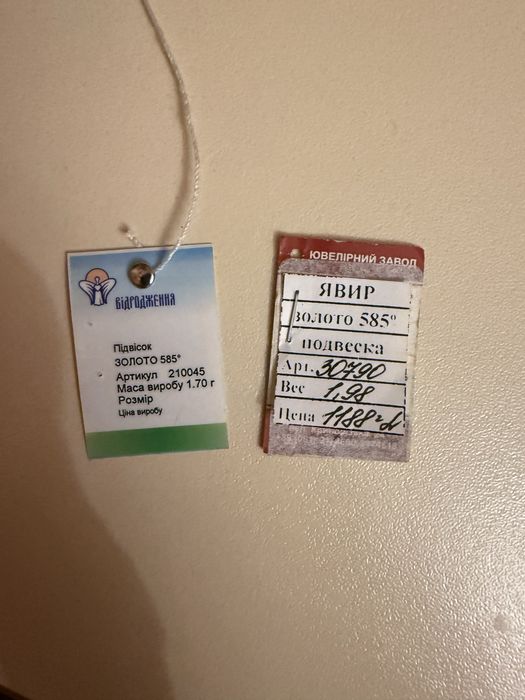 ВІДРОДЖЕННЯ
Підвісок
ЗОЛОТО 585°
Артикул 210045
Маса виробу 1.70 г
Розмір
Ціна виробу
ЮВЕЛІРНИЙ ЗАВОД
ЯВИР
золото 585°
подвеска
Арт. 30790
Вес 1,98
Цена 1188=